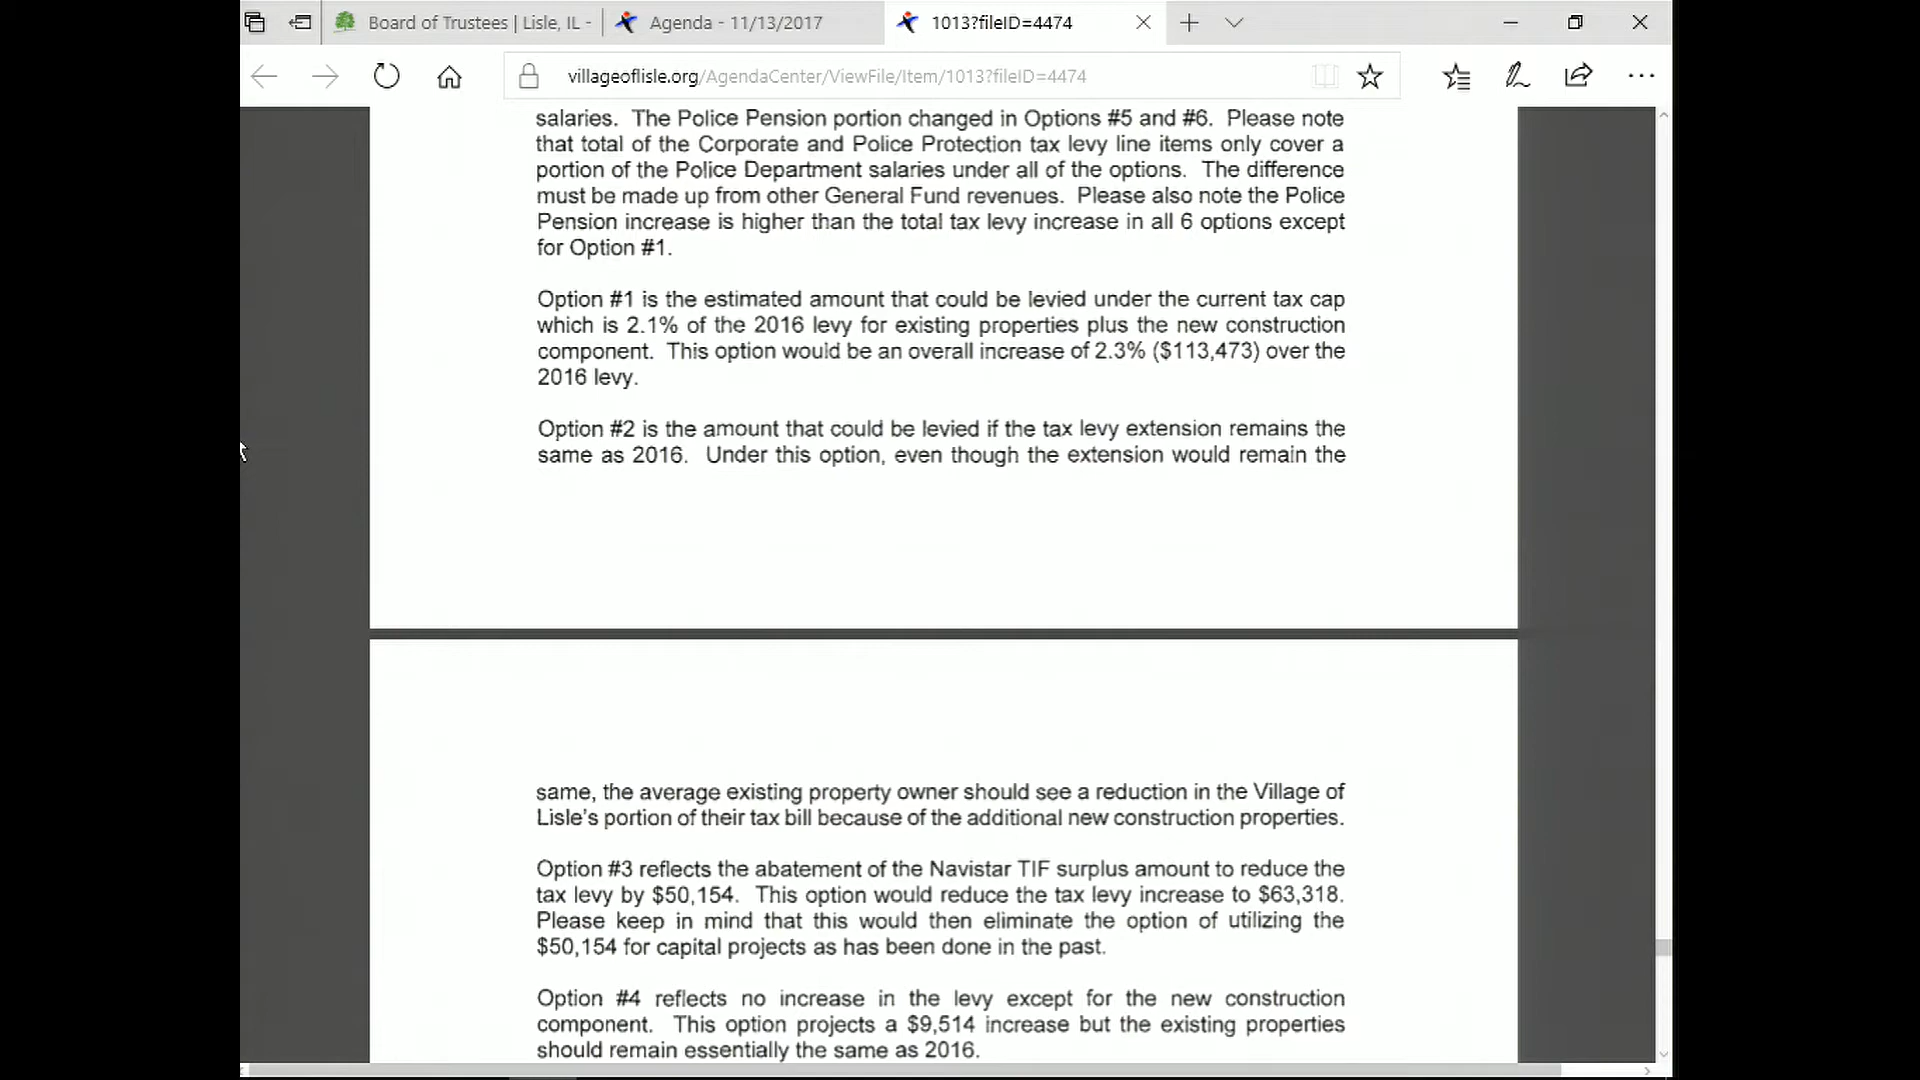 Board of Trustees | Lisle, IL -
Agenda - 11/13/2017
1013?fileID=4474
villageoflisle.org/AgendaCenter/ViewFile/Item/1013?fileID=4474
salaries. The Police Pension portion changed in Options #5 and #6. Please note
that total of the Corporate and Police Protection tax levy line items only cover a
portion of the Police Department salaries under all of the options. The difference
must be made up from other General Fund revenues. Please also note the Police
Pension increase is higher than the total tax levy increase in all 6 options except
for Option #1.
Option #1 is the estimated amount that could be levied under the current tax cap
which is 2.1% of the 2016 levy for existing properties plus the new construction
component. This option would be an overall increase of 2.3% ($113,473) over the
2016 levy.
Option #2 is the amount that could be levied if the tax levy extension remains the
same as 2016. Under this option, even though the extension would remain the
same, the average existing property owner should see a reduction in the Village of
Lisle's portion of their tax bill because of the additional new construction properties.
Option #3 reflects the abatement of the Navistar TIF surplus amount to reduce the
tax levy by $50,154. This option would reduce the tax levy increase to $63,318.
Please keep in mind that this would then eliminate the option of utilizing the
$50,154 for capital projects as has been done in the past.
Option #4 reflects no increase in the levy except for the new construction
component. This option projects a $9,514 increase but the existing properties
should remain essentially the same as 2016.